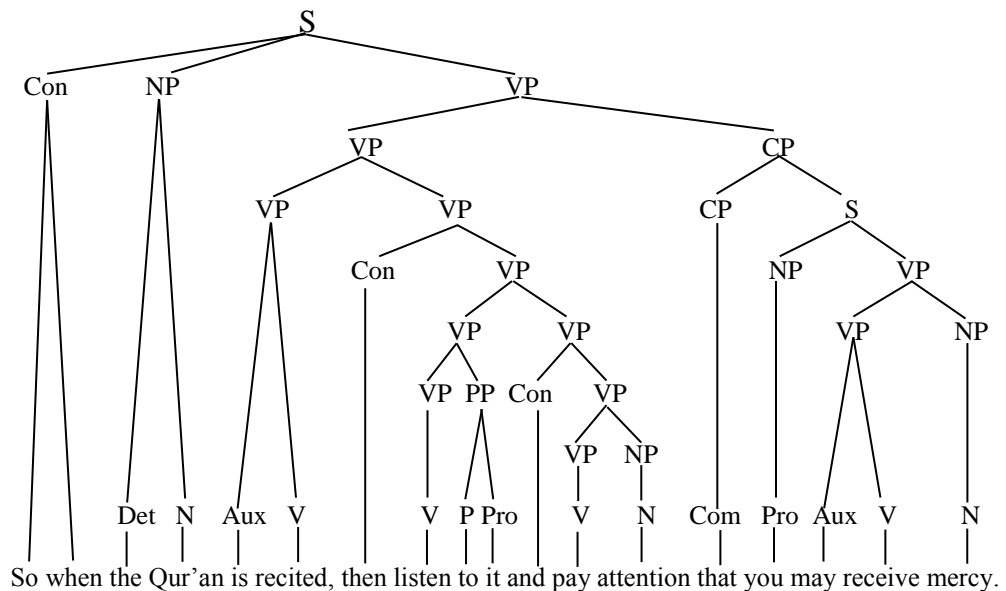 S
Con NP VP
VP CP
VP VP CP S
Con VP NP VP
VP VP VP NP
VP PP Con VP
VP NP
Det N Aux V V P Pro V N Com Pro Aux V N
So when the Qur’an is recited, then listen to it and pay attention that you may receive mercy.